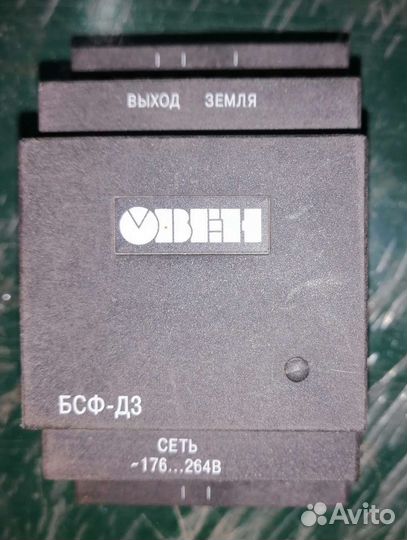 ВЫХОД ЗЕМЛЯ
ОВЕН
БСФ-Д3
СЕТЬ
~176...264В
Avito